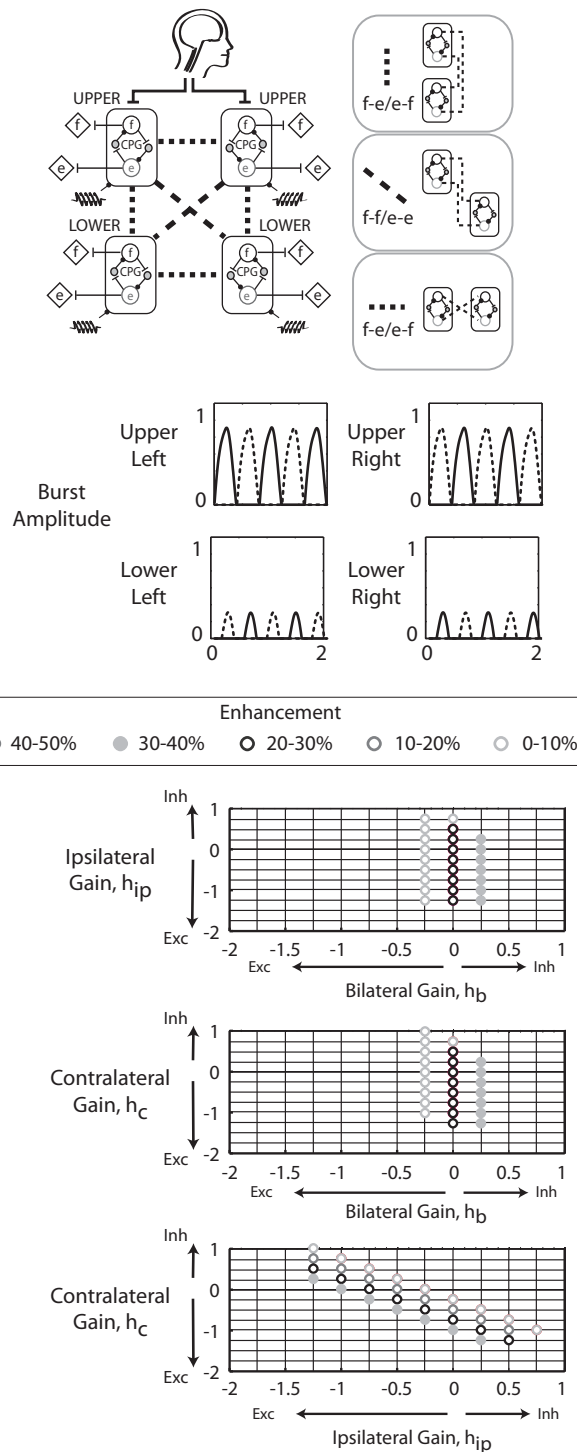 UPPER UPPER
f f CPG CPG f f
e e e e
LOWER LOWER
f f CPG CPG f f
e e e e
f-e/e-f
f-f/e-e
f-e/e-f
Burst
Amplitude
Upper
Left
1
0
Upper
Right
1
0
Lower
Left
1
0
0 2
Lower
Right
1
0
0 2
Enhancement
40-50% 30-40% 20-30% 10-20% 0-10%
Ipsilateral
Gain, hip
Inh
Exc
1
0
-1
-2
-2 -1.5 -1 -0.5 0 0.5 1
Exc Inh
Bilateral Gain, hb
Contralateral
Gain, hc
Inh
Exc
1
0
-1
-2
-2 -1.5 -1 -0.5 0 0.5 1
Exc Inh
Bilateral Gain, hb
Contralateral
Gain, hc
Inh
Exc
1
0
-1
-2
-2 -1.5 -1 -0.5 0 0.5 1
Exc Inh
Ipsilateral Gain, hip